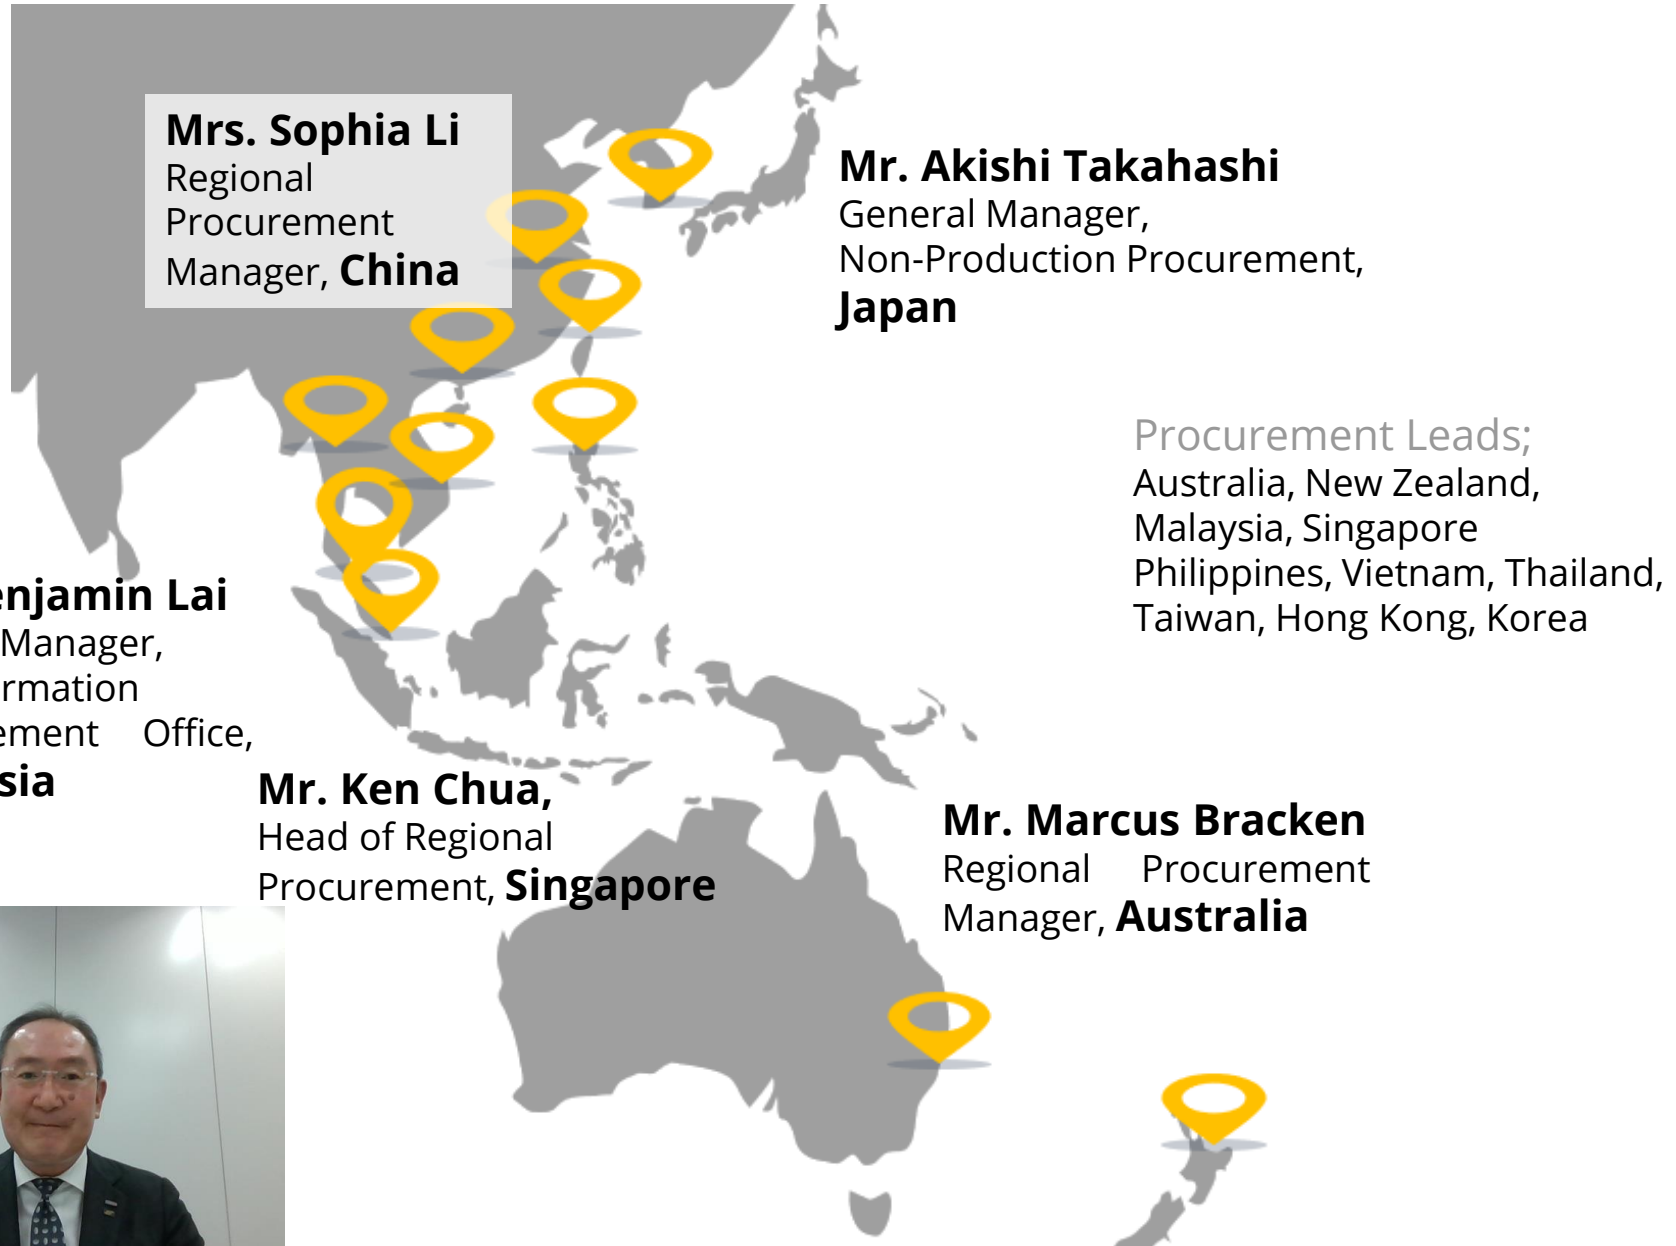 Mrs. Sophia Li
Regional
Procurement
Manager, China
Mr. Akishi Takahashi
General Manager,
Non-Production Procurement,
Japan
Procurement Leads;
Australia, New Zealand,
Malaysia, Singapore
Philippines, Vietnam, Thailand,
Taiwan, Hong Kong, Korea
enjamin Lai
Manager,
rmation
ement Office,
sia
Mr. Ken Chua,
Head of Regional
Procurement, Singapore
Mr. Marcus Bracken
Regional Procurement
Manager, Australia